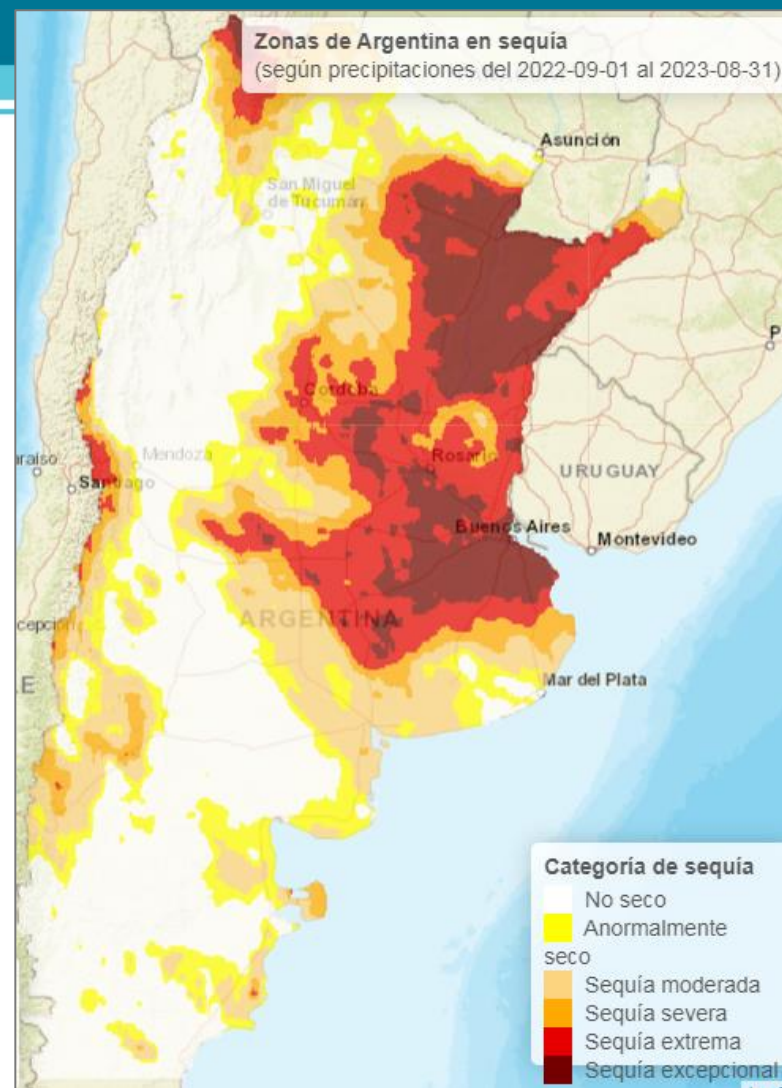 Zonas de Argentina en sequía
(según precipitaciones del 2022-09-01 al 2023-08-31)
Asunción
San Miguel
de Tucumán
Córdoba
Mendoza
Rosario
URUGUAY
Santiago
Buenos Aires
Montevideo
ARGENTINA
Mar del Plata
Categoría de sequía
No seco
Anormalmente
seco
Sequía moderada
Sequía severa
Sequía extrema
Sequía excepcional